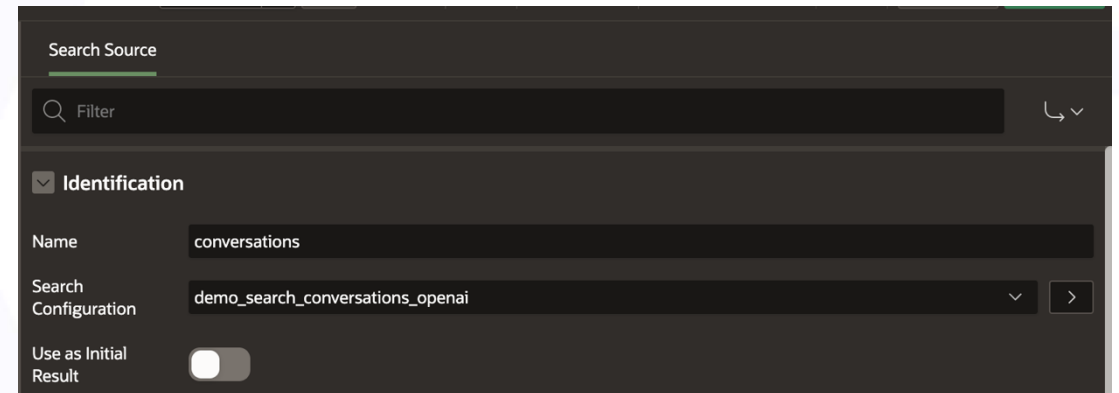 Search Source
Filter
Identification
Name
conversations
Search
Configuration
demo_search_conversations_openai
Use as Initial
Result